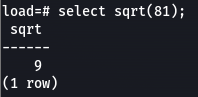 load=# select sqrt(81);
 sqrt
------
    9
(1 row)